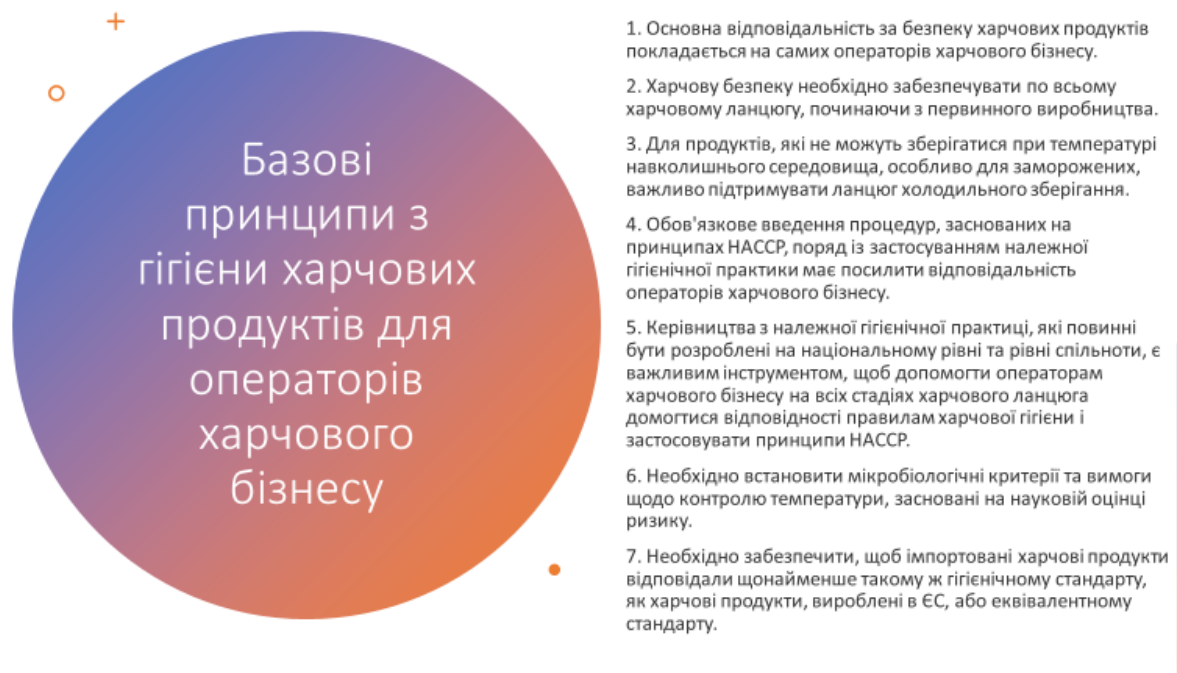 Базові
принципи з
гігієни харчових
продуктів для
операторів
харчового
бізнесу
1. Основна відповідальність за безпеку харчових продуктів
покладається на самих операторів харчового бізнесу.
2. Харчову безпеку необхідно забезпечувати по всьому
харчовому ланцюгу, починаючи з первинного виробництва.
3. Для продуктів, які не можуть зберігатися при температурі
навколишнього середовища, особливо для заморожених,
важливо підтримувати ланцюг холодильного зберігання.
4. Обов'язкове введення процедур, заснованих на
принципах НАССР, поряд із застосуванням належної
гігієнічної практики має посилити відповідальність
операторів харчового бізнесу.
5. Керівництва з належної гігієнічної практиці, які повинні
бути розроблені на національному рівні та рівні спільноти, є
важливим інструментом, щоб допомогти операторам
харчового бізнесу на всіх стадіях харчового ланцюга
домогтися відповідності правилам харчової гігієни і
застосовувати принципи НАССР.
6. Необхідно встановити мікробіологічні критерії та вимоги
щодо контролю температури, засновані на науковій оцінці
ризику.
7. Необхідно забезпечити, щоб імпортовані харчові продукти
відповідали щонайменше такому ж гігієнічному стандарту,
як харчові продукти, вироблені в ЄС, або еквівалентному
стандарту.